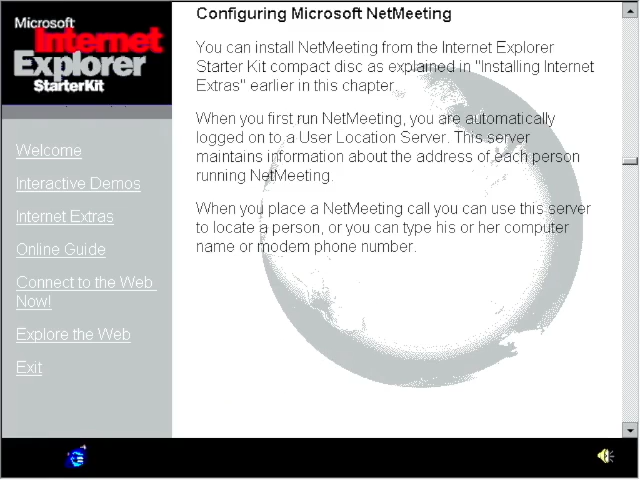 Microsoft
Internet
Explorer
StarterKit
Welcome
Interactive Demos
Internet Extras
Online Guide
Connect to the Web
Now!
Explore the Web
Exit
Configuring Microsoft NetMeeting
You can install NetMeeting from the Internet Explorer
Starter Kit compact disc as explained in "Installing Internet
Extras" earlier in this chapter.
When you first run NetMeeting, you are automatically
logged on to a User Location Server. This server
maintains information about the address of each person
running NetMeeting.
When you place a NetMeeting call you can use this server
to locate a person, or you can type his or her computer
name or modem phone number.